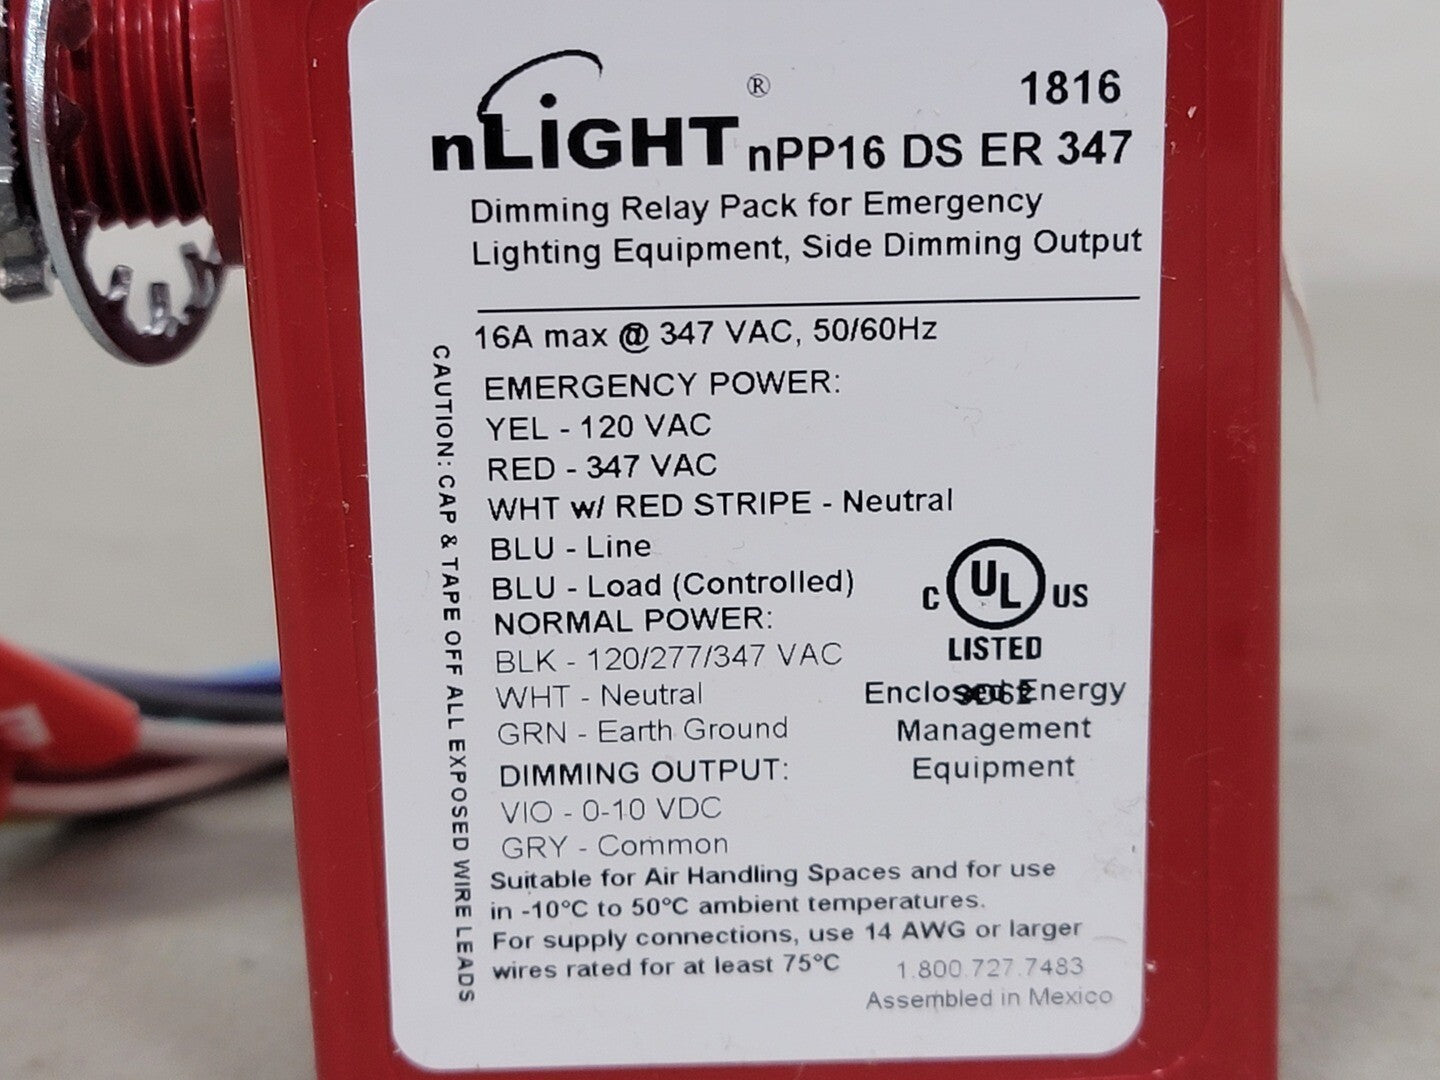 nLiGHT® 1816
nPP16 DS ER 347
Dimming Relay Pack for Emergency
Lighting Equipment, Side Dimming Output
16A max @ 347 VAC, 50/60Hz
EMERGENCY POWER:
YEL - 120 VAC
RED - 347 VAC
WHT w/ RED STRIPE - Neutral
BLU - Line
BLU - Load (Controlled)
NORMAL POWER:
BLK - 120/277/347 VAC
WHT - Neutral
GRN - Earth Ground
DIMMING OUTPUT:
VIO - 0-10 VDC
GRY - Common
C UL US
LISTED
Enclosed Energy
Management
Equipment
Suitable for Air Handling Spaces and for use
in -10°C to 50°C ambient temperatures.
For supply connections, use 14 AWG or larger
wires rated for at least 75°C
1.800.727.7483
Assembled in Mexico
CAUTION: CAP & TAPE OFF ALL EXPOSED WIRE LEADS